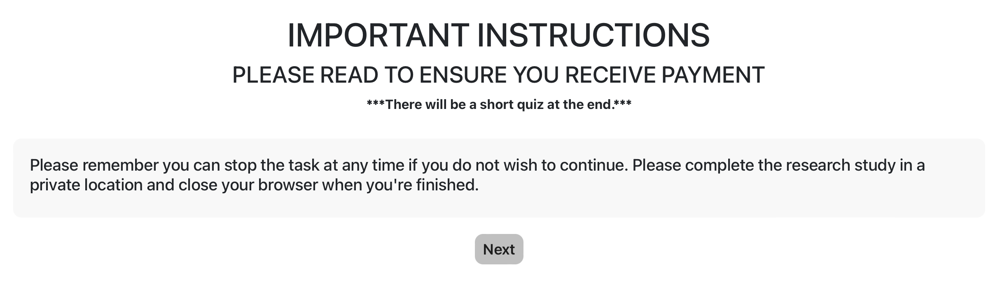 IMPORTANT INSTRUCTIONS
PLEASE READ TO ENSURE YOU RECEIVE PAYMENT
***There will be a short quiz at the end.***
Please remember you can stop the task at any time if you do not wish to continue. Please complete the research study in a
private location and close your browser when you're finished.
Next